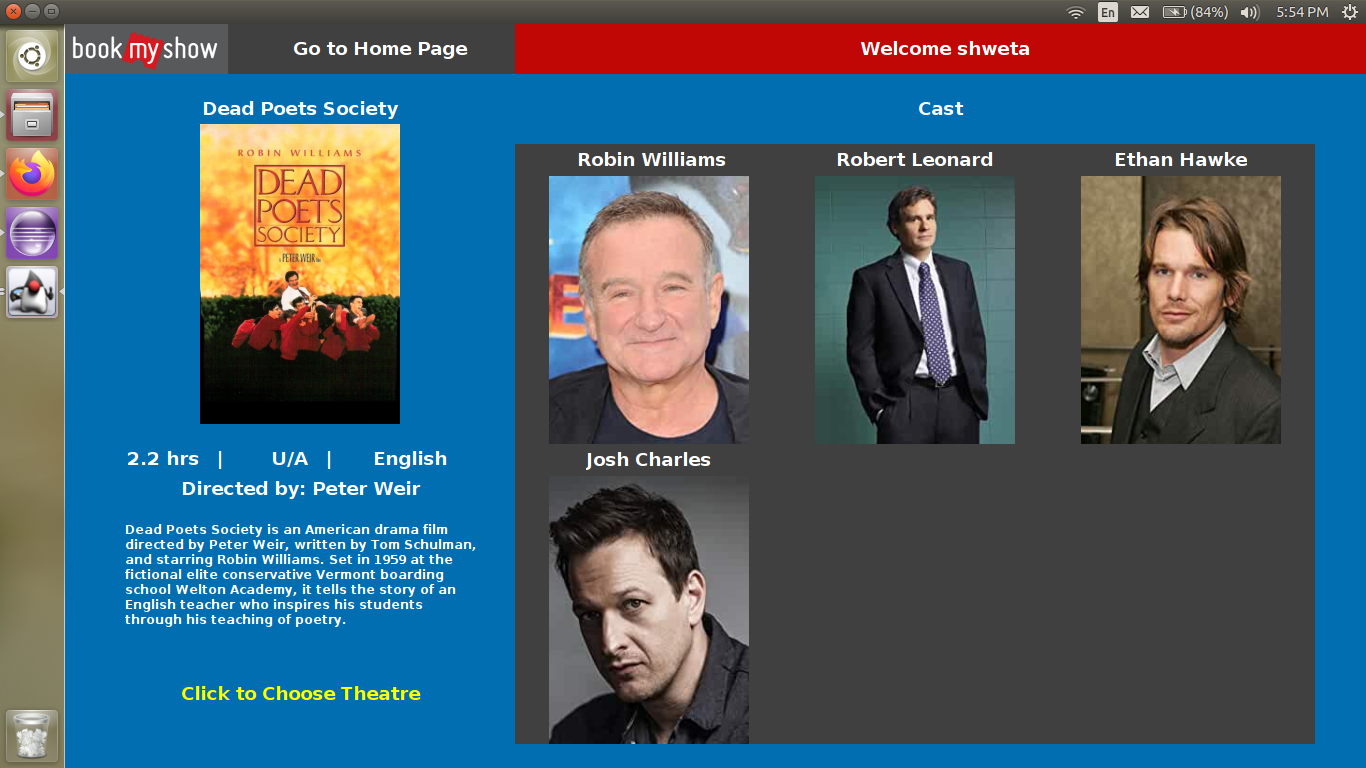 En
(84%)
5:54 PM
book my show
Go to Home Page
Welcome shweta
Dead Poets Society
ROBIN WILLIAMS
DEAD
POETS
SOCIETY
PETER WEIR
2.2 hrs | U/A | English
Directed by: Peter Weir
Dead Poets Society is an American drama film
directed by Peter Weir, written by Tom Schulman,
and starring Robin Williams. Set in 1959 at the
fictional elite conservative Vermont boarding
school Welton Academy, it tells the story of an
English teacher who inspires his students
through his teaching of poetry.
Click to Choose Theatre
Cast
Robin Williams
Robert Leonard
Ethan Hawke
Josh Charles